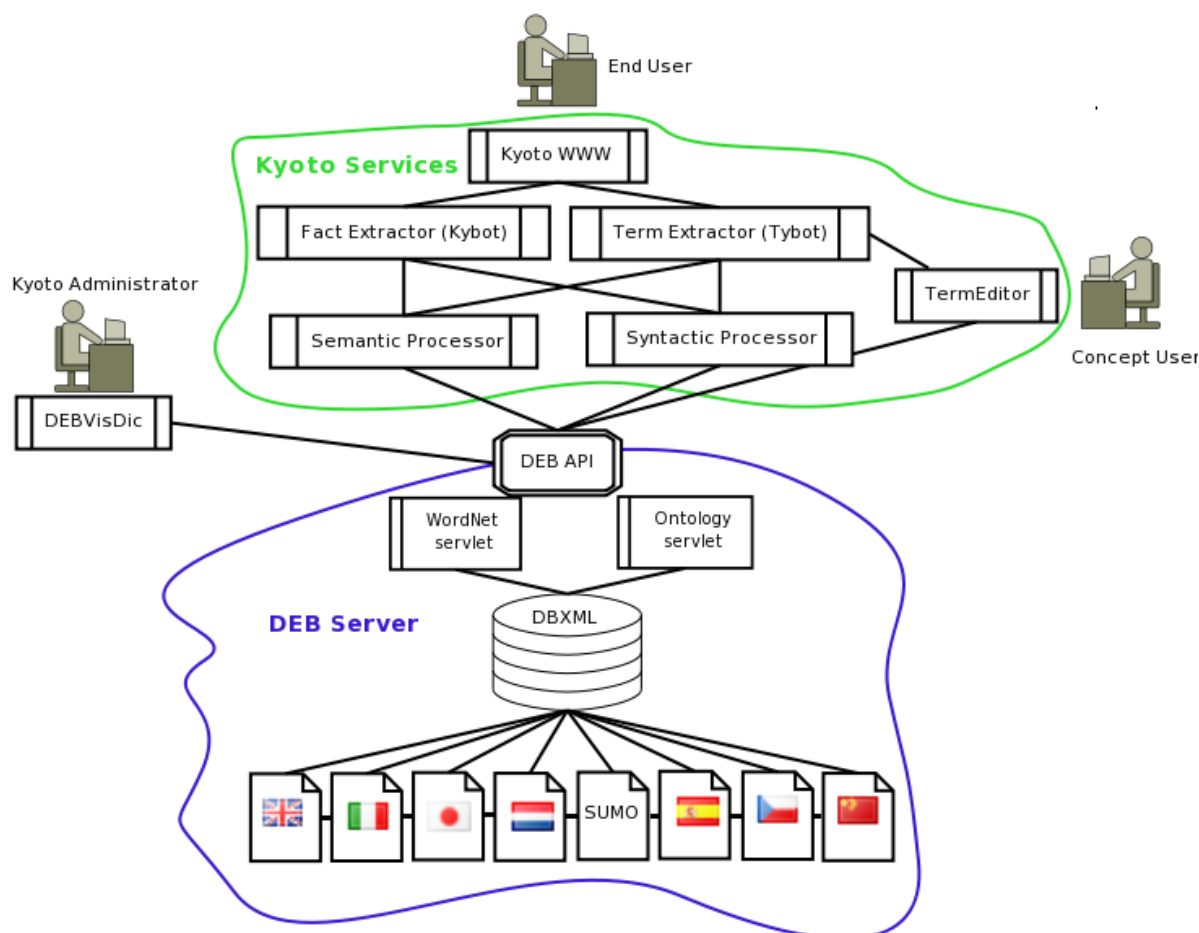 End User
Kyoto WWW
Kyoto Services
Fact Extractor (Kybot)
Term Extractor (Tybot)
Kyoto Administrator
TermEditor
Semantic Processor
Syntactic Processor
Concept User
DEBVisDic
DEB API
WordNet
servlet
Ontology
servlet
DEB Server
DBXML
SUMO